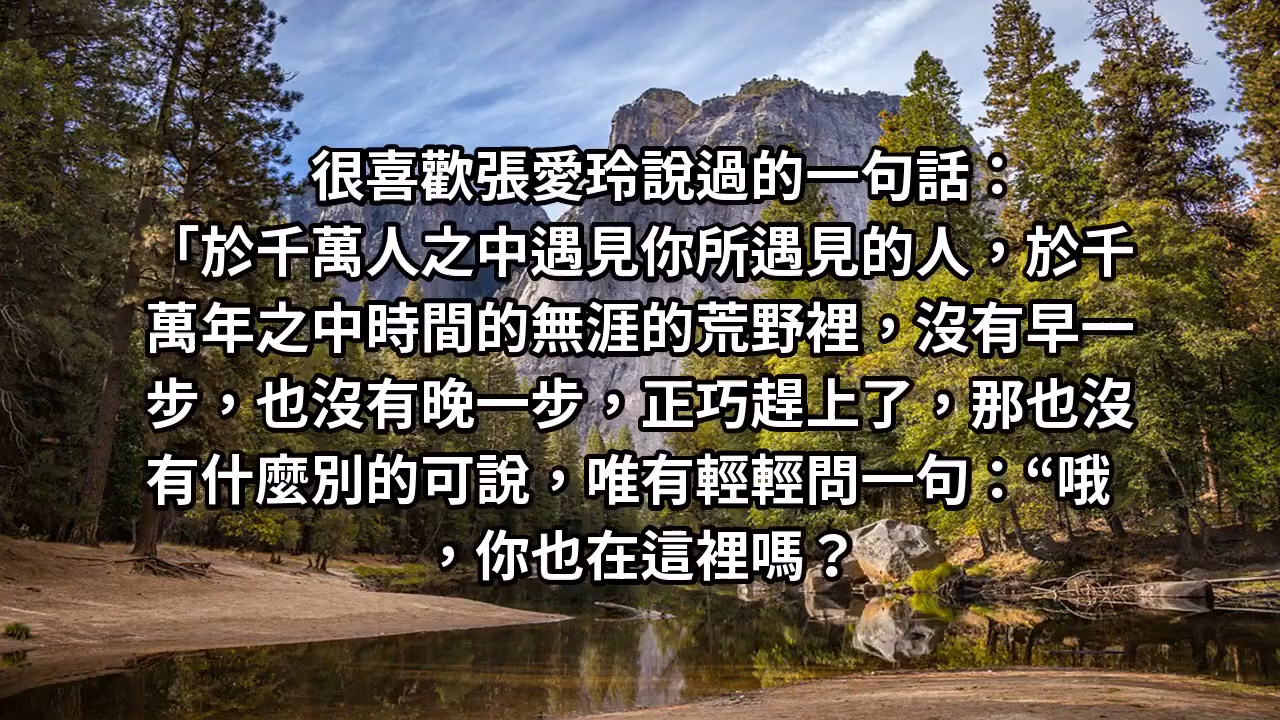 很喜歡張愛玲說過的一句話：
「於千萬人之中遇見你所遇見的人，於千
萬年之中時間的無涯的荒野裡，沒有早一
步，也沒有晚一步，正巧趕上了，那也沒
有什麼別的可說，唯有輕輕問一句：“哦
，你也在這裡嗎？